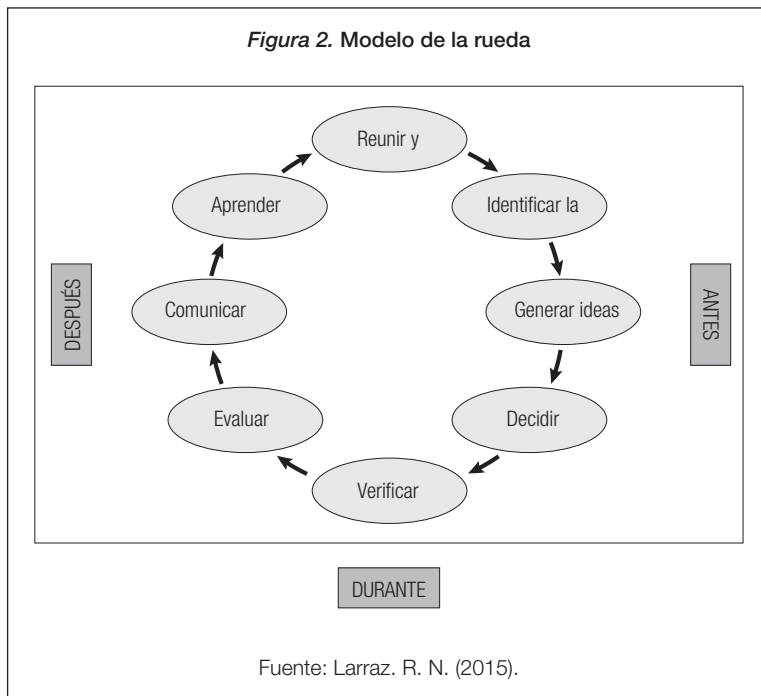 Figura 2. Modelo de la rueda
Reunir y
Identificar la
Generar ideas
Decidir
Verificar
Evaluar
Comunicar
Aprender
ANTES
DURANTE
DESPUÉS
Fuente: Larraz. R. N. (2015).